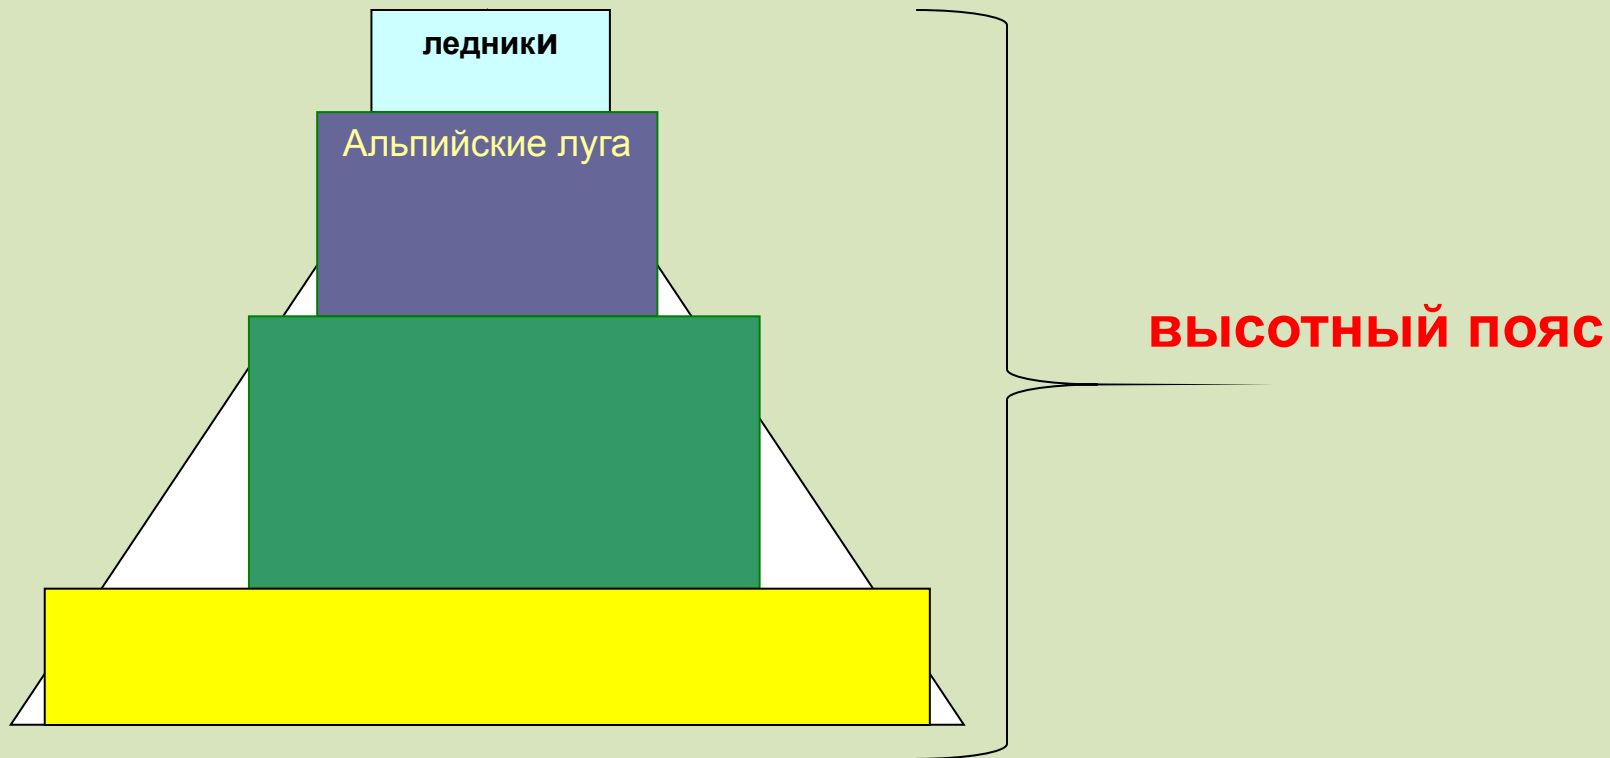 ледники
Альпийские луга
высотный пояс